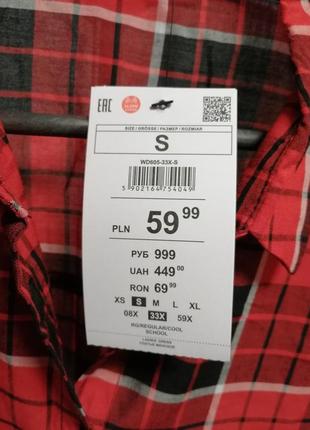 EAC
SIZE / GRÖSSE / РАЗМЕР / ROZMIAR
S
WD605-33X-S
5 902164 754049
PLN 59 99
РУБ 999
UAH 449 00
RON 69 99
XS S M L XL
08X 33X 59X
RG/REGULAR/COOL
SCHOOL